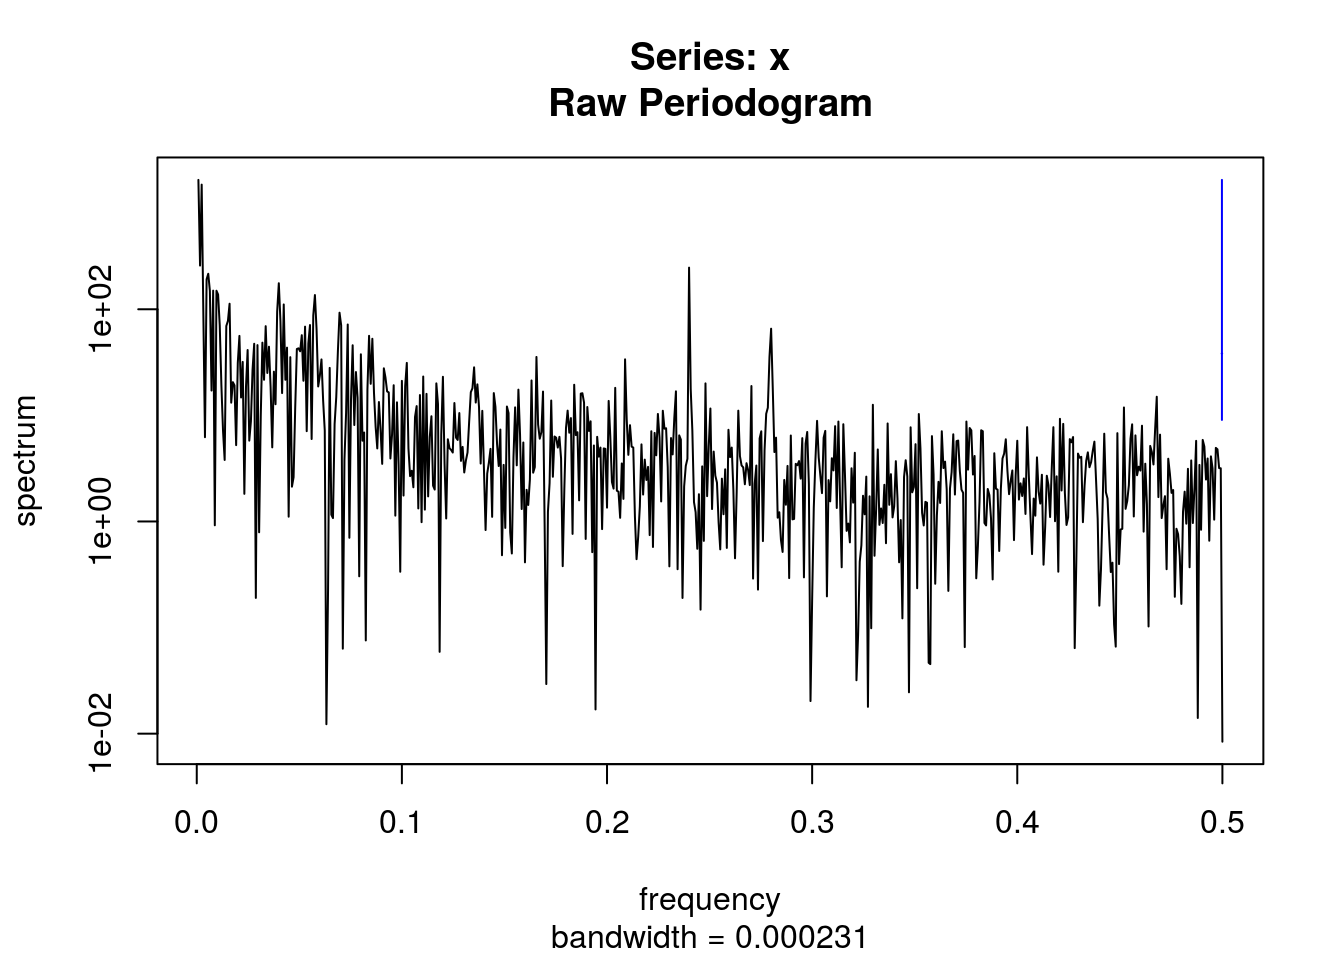 Series: x
Raw Periodogram
spectrum
1e+02
1e+00
1e-02
0.0 0.1 0.2 0.3 0.4 0.5
frequency
bandwidth = 0.000231